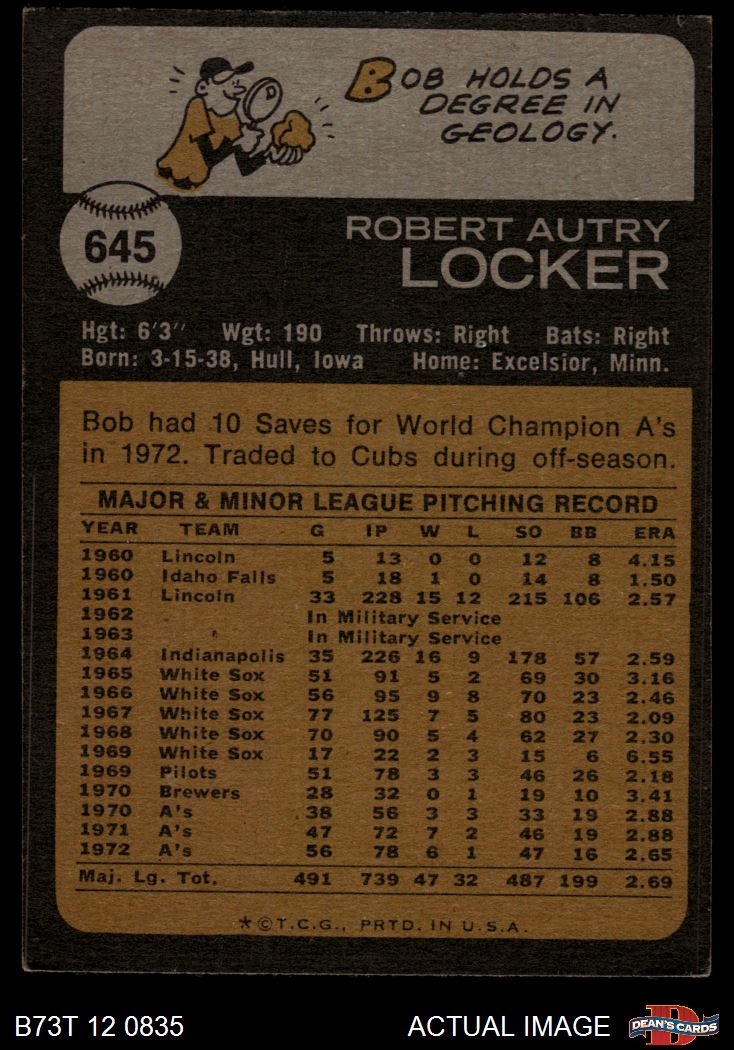 BOB HOLDS A
DEGREE IN
GEOLOGY.
645
ROBERT AUTRY
LOCKER
Hgt: 6'3" Wgt: 190 Throws: Right Bats: Right
Born: 3-15-38, Hull, Iowa Home: Excelsior, Minn.
Bob had 10 Saves for World Champion A's
in 1972. Traded to Cubs during off-season.
MAJOR & MINOR LEAGUE PITCHING RECORD
YEAR TEAM G IP W L SO BB ERA
1960 Lincoln 5 13 0 0 12 8 4.15
1960 Idaho Falls 5 18 1 0 14 8 1.50
1961 Lincoln 33 228 15 12 215 106 2.57
1962 In Military Service
1963 In Military Service
1964 Indianapolis 35 226 16 9 178 57 2.59
1965 White Sox 51 91 5 2 69 30 3.16
1966 White Sox 56 95 9 8 70 23 2.46
1967 White Sox 77 125 7 5 80 23 2.09
1968 White Sox 70 90 5 4 62 27 2.30
1969 White Sox 17 22 2 3 15 6 6.55
1969 Pilots 51 78 3 3 46 26 2.18
1970 Brewers 28 32 0 1 19 10 3.41
1970 A's 38 56 3 3 33 19 2.88
1971 A's 47 72 7 2 46 19 2.88
1972 A's 56 78 6 1 47 16 2.65
Maj. Lg. Tot. 491 739 47 32 487 199 2.69
*©T.C.G., PRTD. IN U.S.A.
B73T 12 0835 ACTUAL IMAGE
D
DEAN'S CARDS